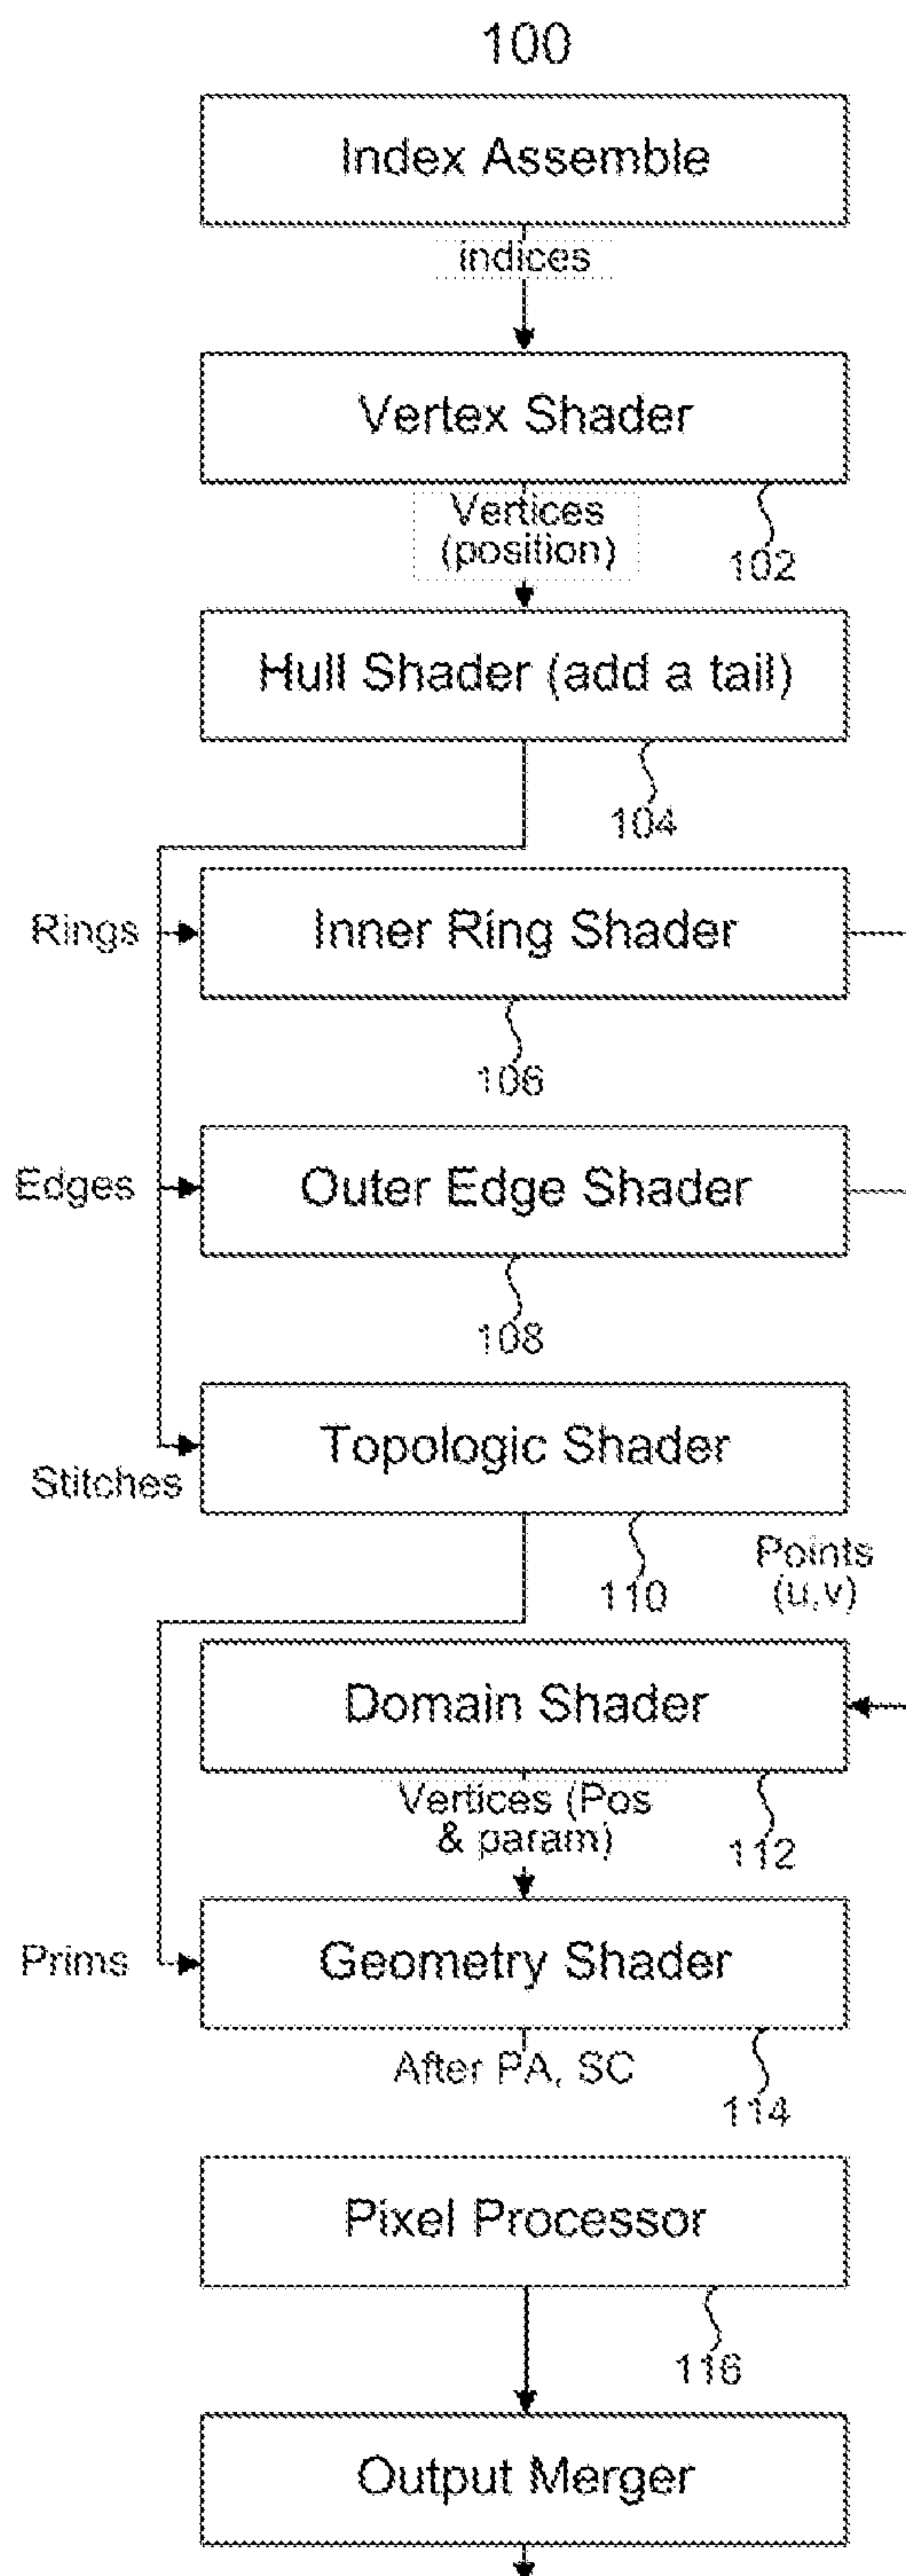 100
Index Assemble
indices
Vertex Shader
Vertices
(position)
102
Hull Shader (add a tail)
104
Rings
Inner Ring Shader
106
Edges
Outer Edge Shader
108
Topologic Shader
Stitches
110
Points
(u,v)
Domain Shader
Vertices (Pos
& param)
112
Prims
Geometry Shader
After PA, SC
114
Pixel Processor
116
Output Merger